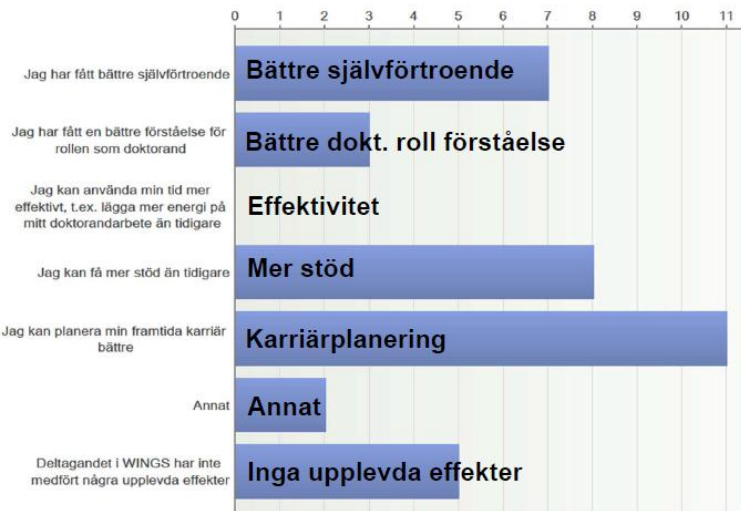 0 1 2 3 4 5 6 7 8 9 10 11
Jag har fått bättre självförtroende
Bättre självförtroende
Jag har fått en bättre förståelse för
rollen som doktorand
Bättre dokt. roll förståelse
Jag kan använda min tid mer
effektivt, t.ex. lägga mer energi på
mitt doktorandarbete än tidigare
Effektivitet
Jag kan få mer stöd än tidigare
Mer stöd
Jag kan planera min framtida karriär
bättre
Karriärplanering
Annat
Annat
Deltagandet i WINGS har inte
medfört några upplevda effekter
Inga upplevda effekter